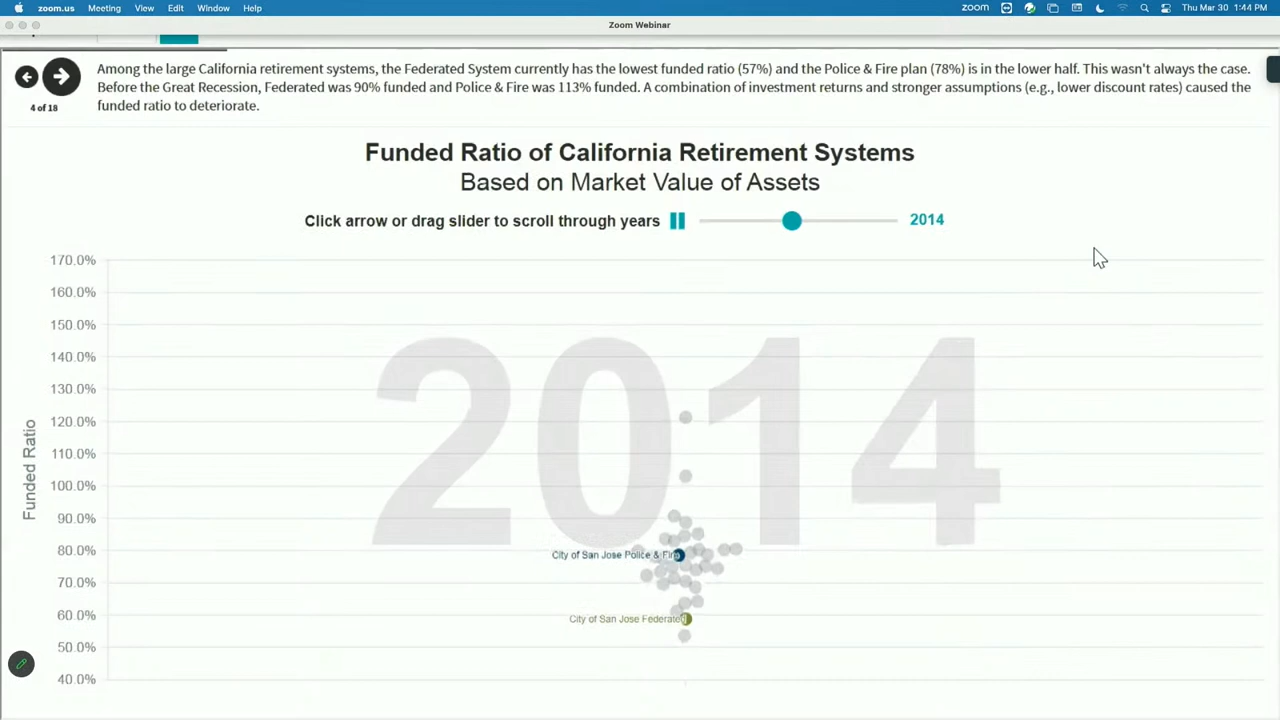 zoom.us Meeting View Edit Window Help zoom Thu Mar 30 1:44 PM
Zoom Webinar
Among the large California retirement systems, the Federated System currently has the lowest funded ratio (57%) and the Police & Fire plan (78%) is in the lower half. This wasn't always the case.
Before the Great Recession, Federated was 90% funded and Police & Fire was 113% funded. A combination of investment returns and stronger assumptions (e.g., lower discount rates) caused the
funded ratio to deteriorate.
4 of 18
Funded Ratio of California Retirement Systems
Based on Market Value of Assets
Click arrow or drag slider to scroll through years 2014
170.0%
160.0%
150.0%
140.0%
130.0%
120.0%
110.0%
100.0%
90.0%
80.0%
70.0%
60.0%
50.0%
40.0%
Funded Ratio
2014
City of San Jose Police & Fire
City of San Jose Federated